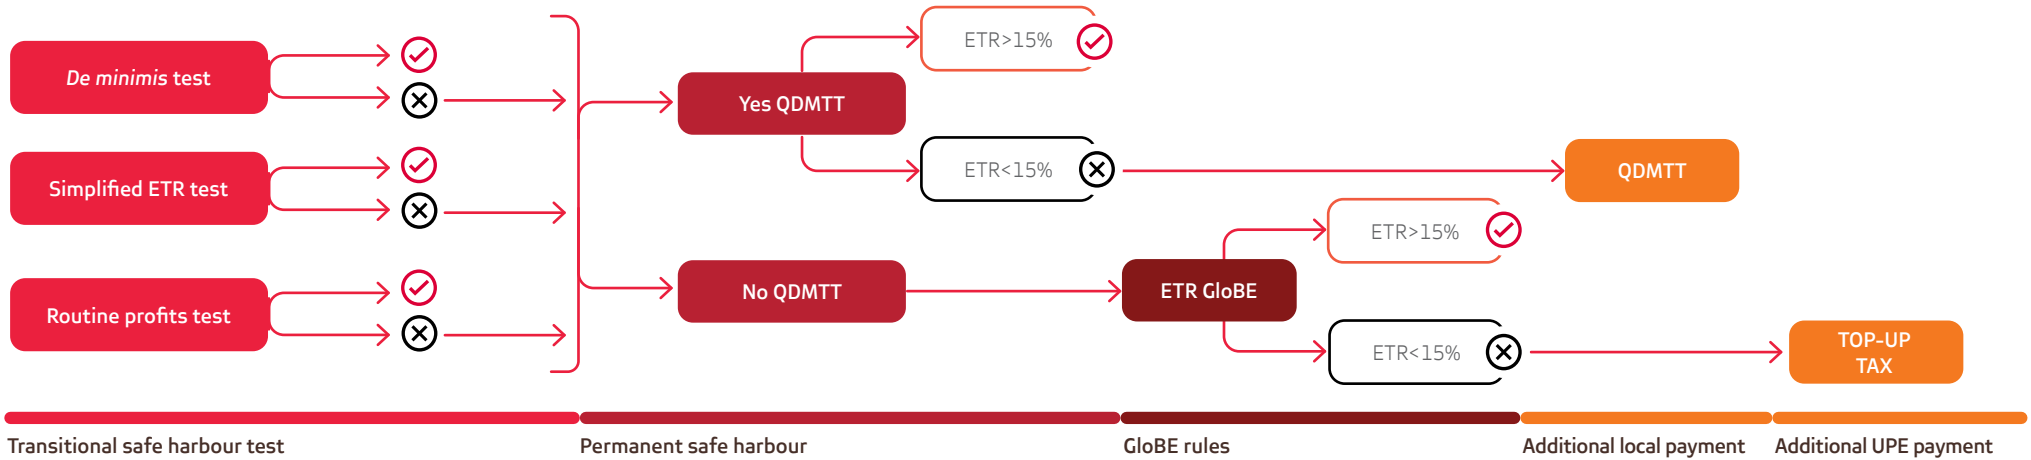 De minimis test
Simplified ETR test
Routine profits test
Yes QDMTT
No QDMTT
ETR>15%
ETR<15%
ETR GloBE
ETR>15%
ETR<15%
QDMTT
TOP-UP
TAX
Transitional safe harbour test
Permanent safe harbour
GloBE rules
Additional local payment
Additional UPE payment